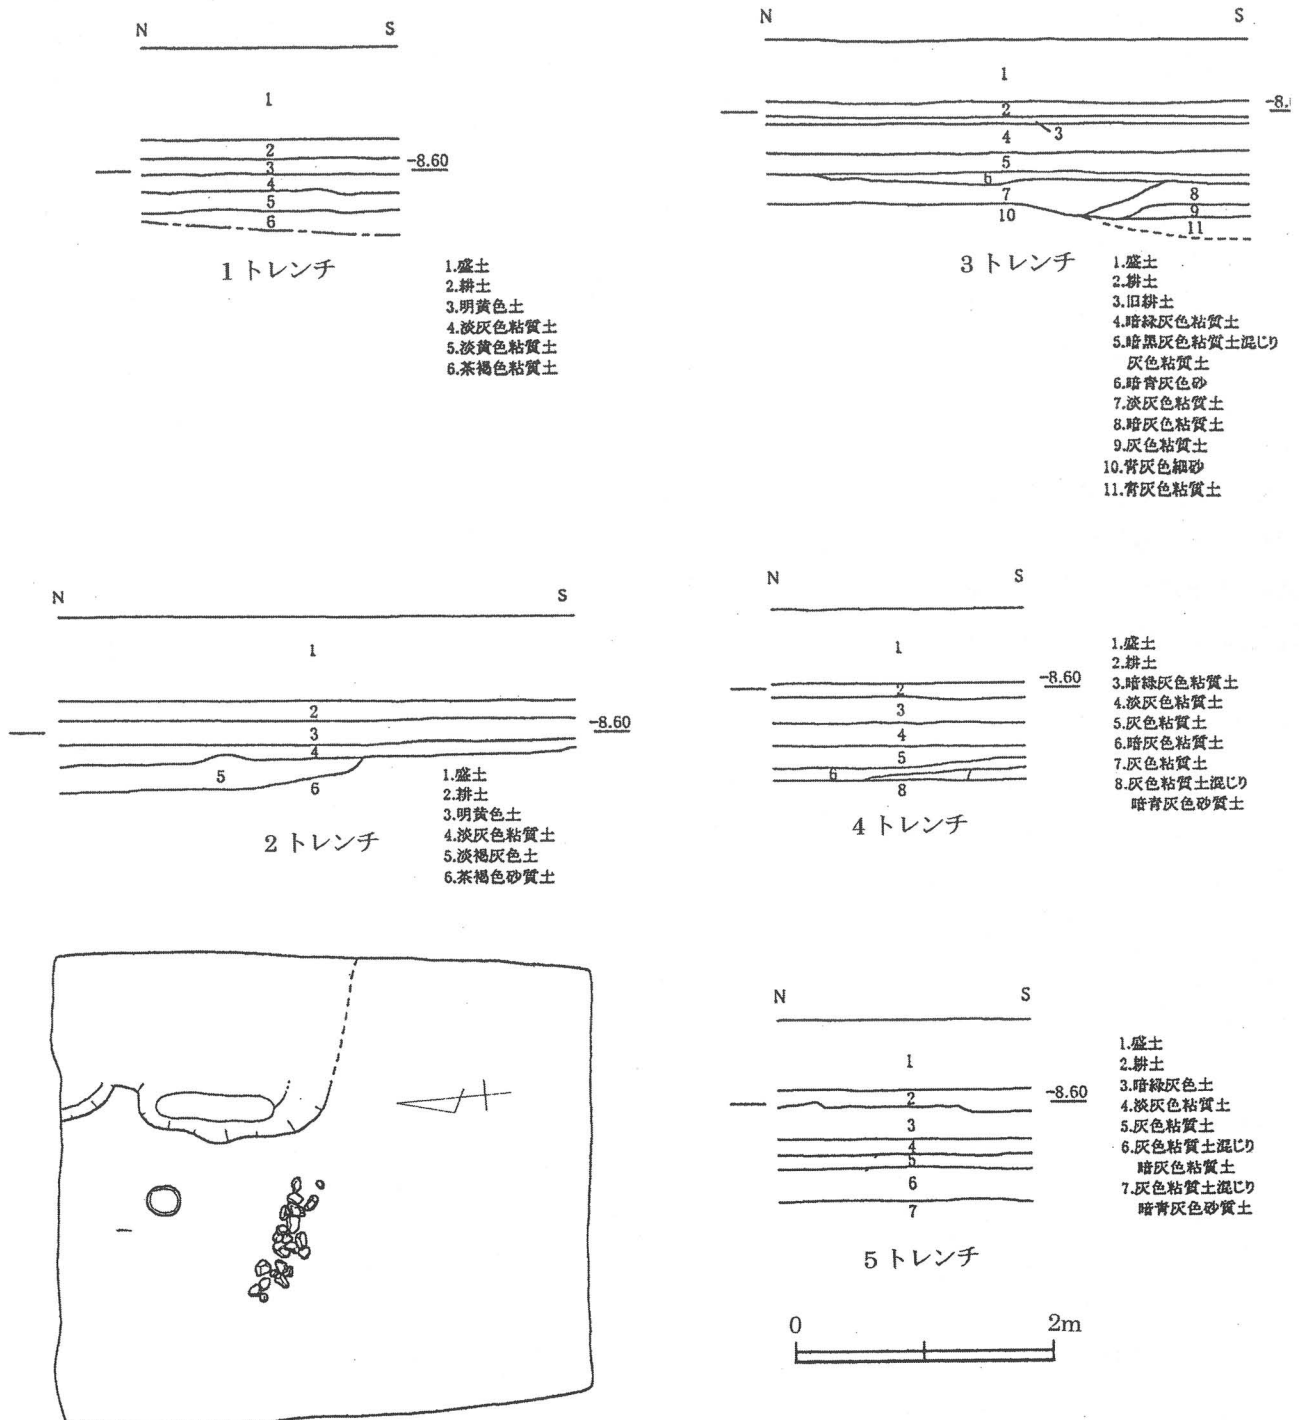 N S
1
2
3
4
5
6
-8.60
1トレンチ
1.盛土
2.耕土
3.明黄色土
4.淡灰色粘質土
5.淡黄色粘質土
6.茶褐色粘質土
N S
1
2
3
4
5
6
7
8
9
10
11
-8.
3トレンチ
1.盛土
2.耕土
3.旧耕土
4.暗緑灰色粘質土
5.暗黒灰色粘質土混じり
灰色粘質土
6.暗青灰色砂
7.淡灰色粘質土
8.暗灰色粘質土
9.灰色粘質土
10.青灰色細砂
11.青灰色粘質土
N S
1
2
3
4
5
6
-8.60
2トレンチ
1.盛土
2.耕土
3.明黄色土
4.淡灰色粘質土
5.淡褐灰色土
6.茶褐色砂質土
N S
1
2
3
4
5
6
7
8
-8.60
4トレンチ
1.盛土
2.耕土
3.暗緑灰色粘質土
4.淡灰色粘質土
5.灰色粘質土
6.暗灰色粘質土
7.灰色粘質土
8.灰色粘質土混じり
暗青灰色砂質土
N S
1
2
3
4
5
6
7
-8.60
5トレンチ
1.盛土
2.耕土
3.暗緑灰色土
4.淡灰色粘質土
5.灰色粘質土
6.灰色粘質土混じり
暗灰色粘質土
7.灰色粘質土混じり
暗青灰色砂質土
0 2m